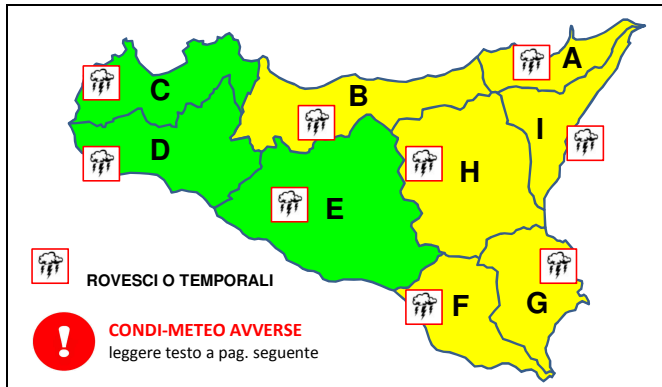 A
B
C
I
D
H
E
F
G
ROVESCI O TEMPORALI
!
CONDI-METEO AVVERSE
leggere testo a pag. seguente